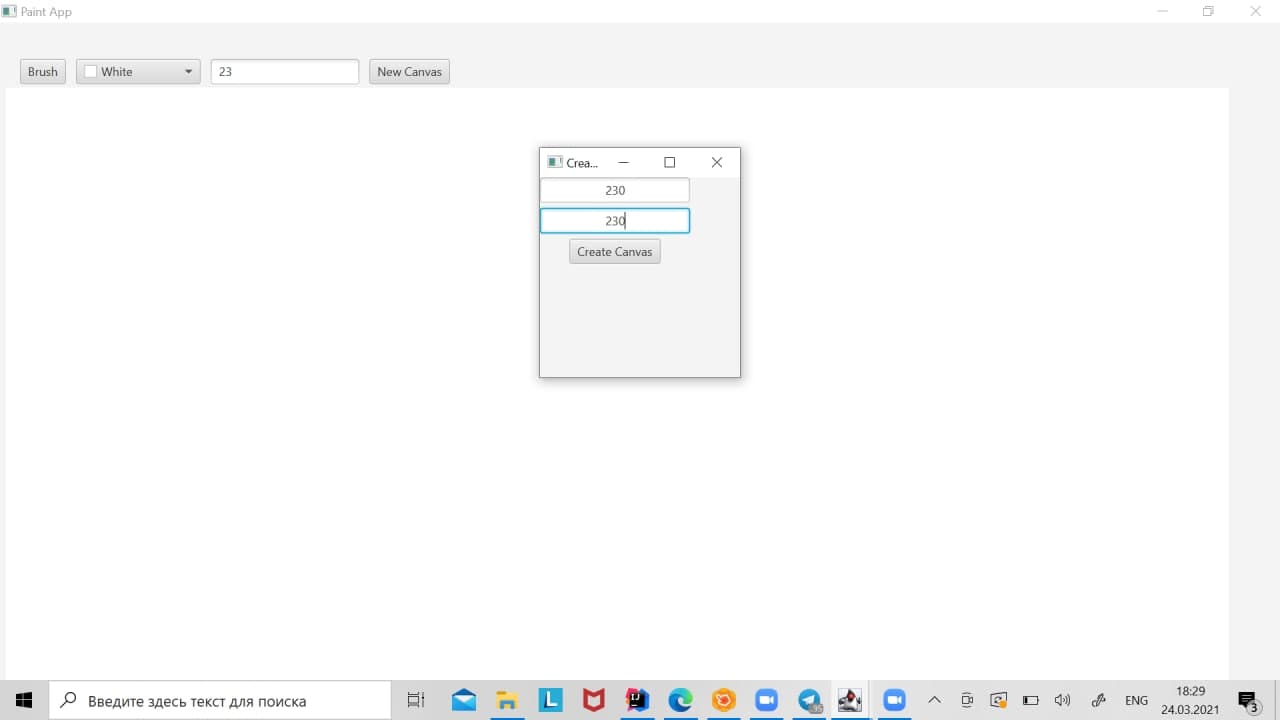 Paint App
Brush White 23 New Canvas
Crea...
230
230
Create Canvas
Введите здесь текст для поиска
L
IJ
ENG
18:29
24.03.2021
3